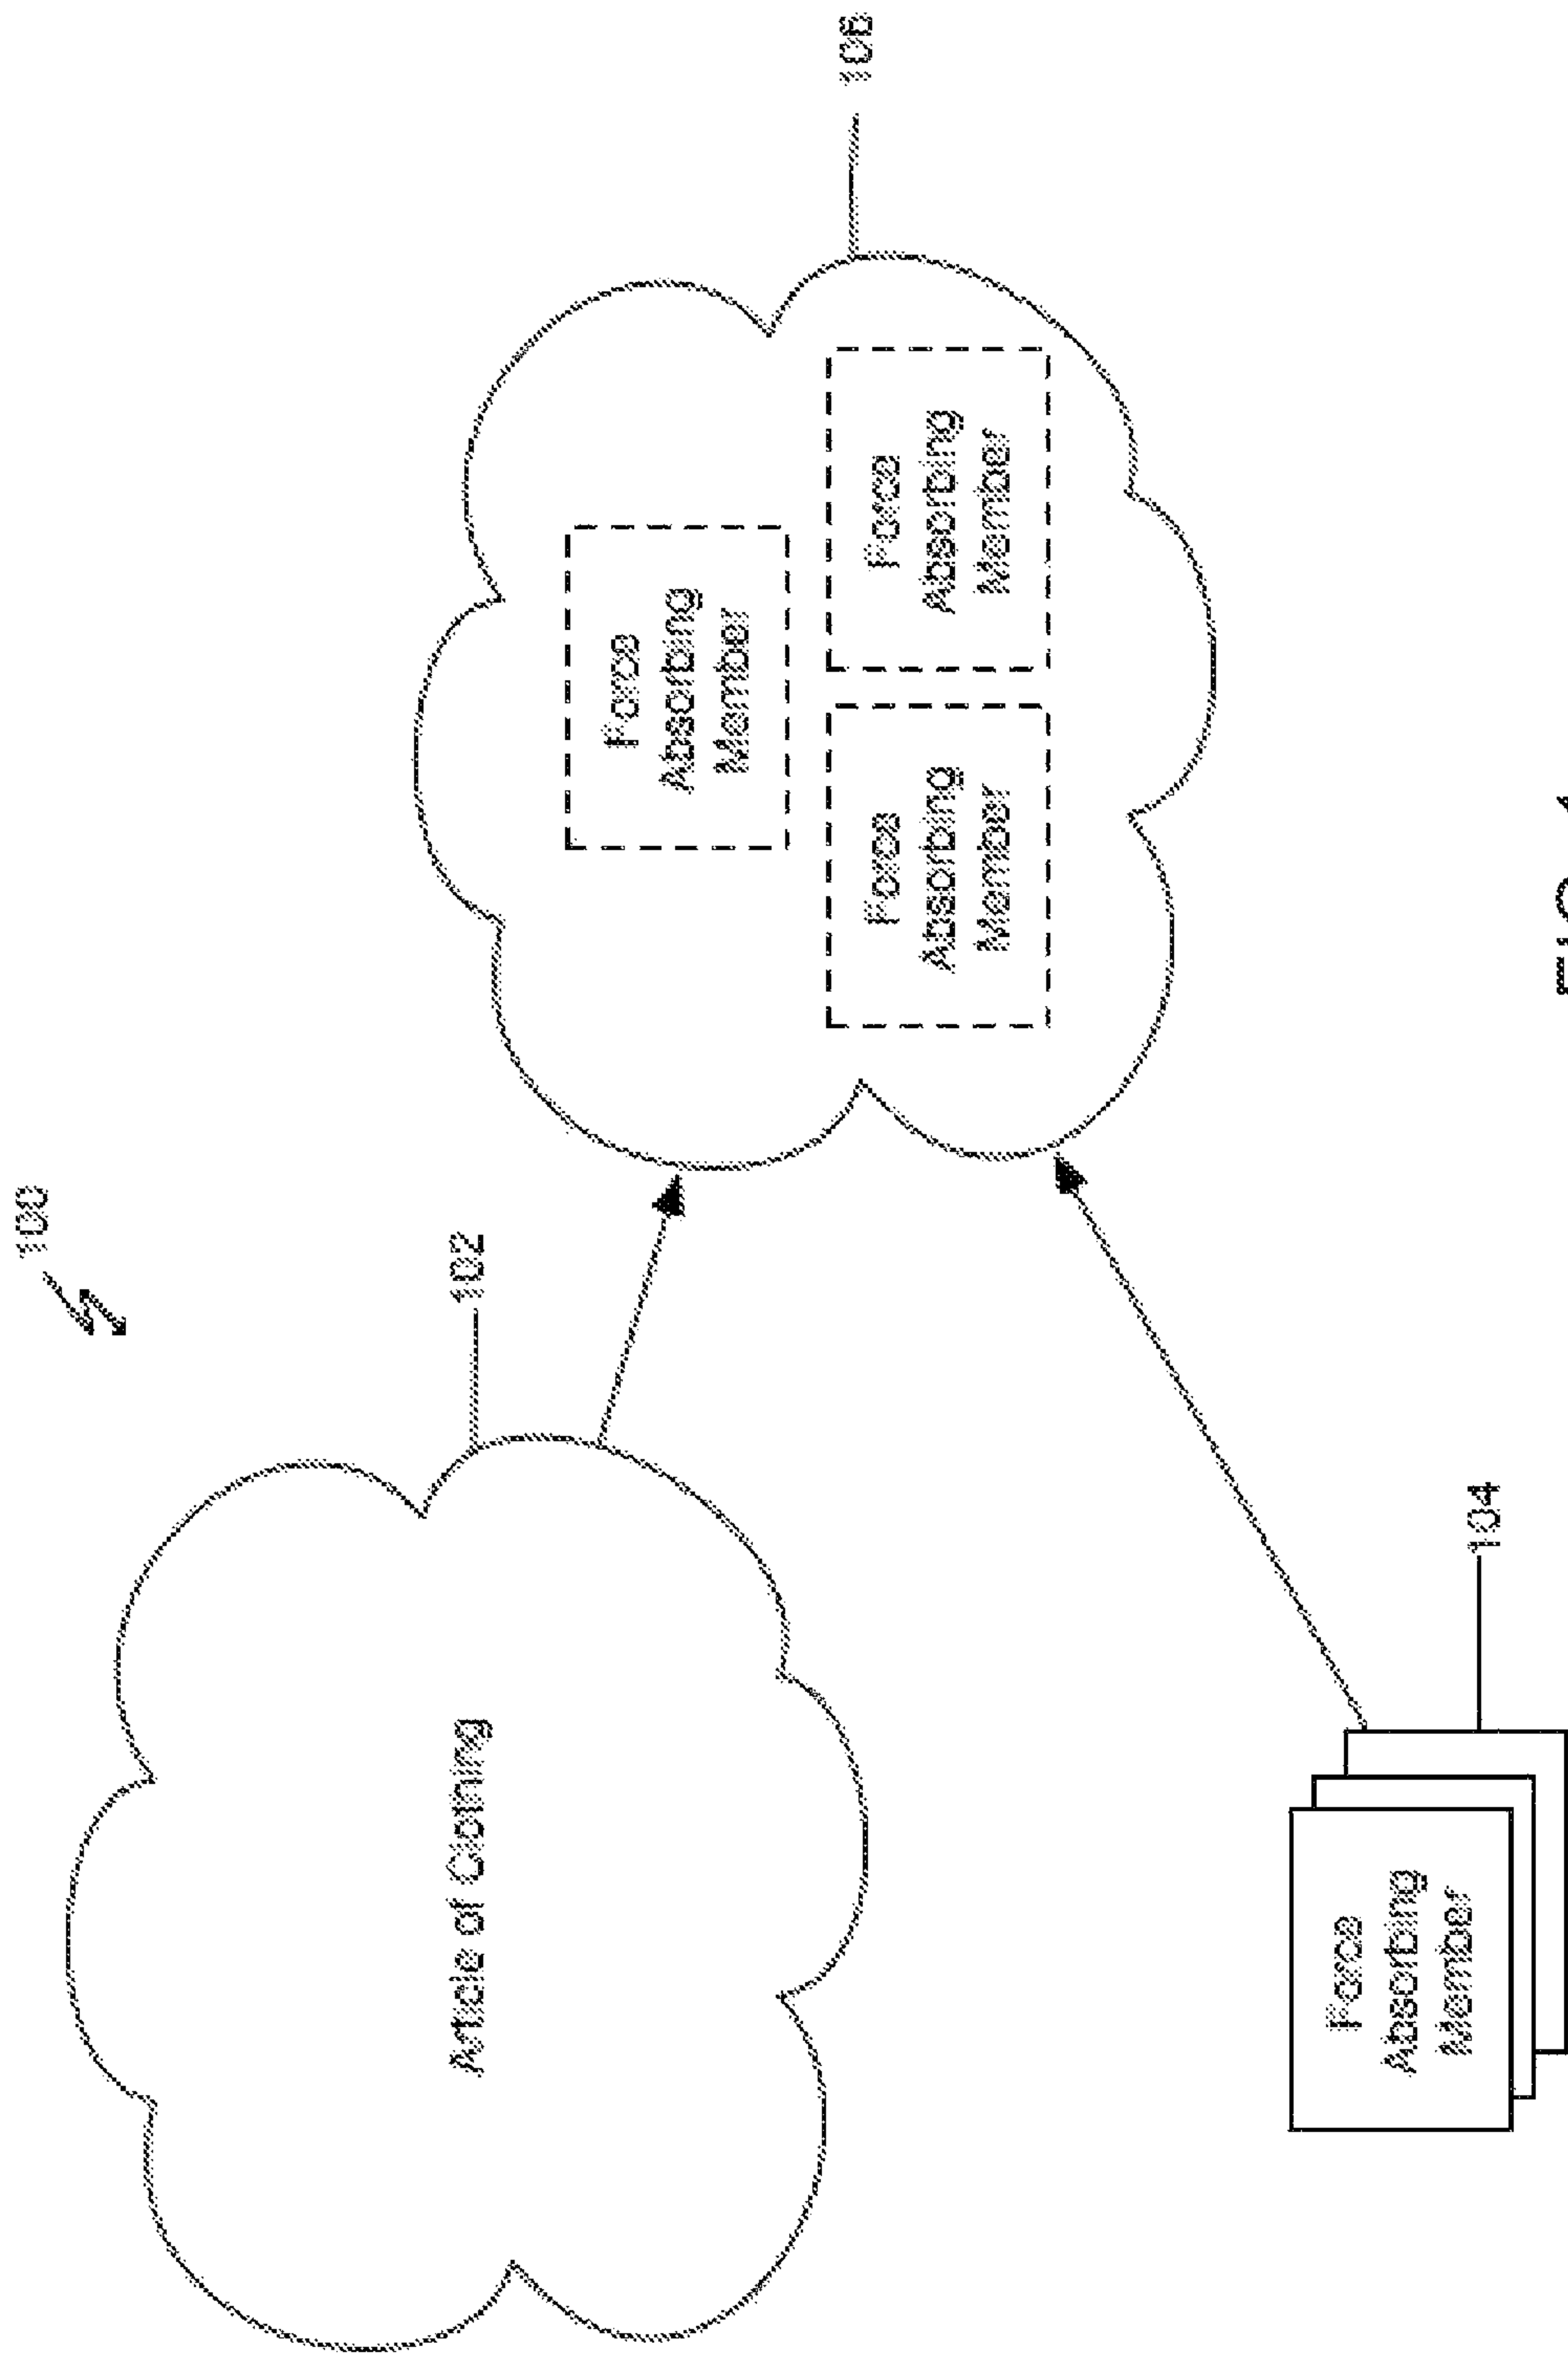 100
Article of Clothing
102
Force
Absorbing
Member
Force
Absorbing
Member
Force
Absorbing
Member
106
Force
Absorbing
Member
104